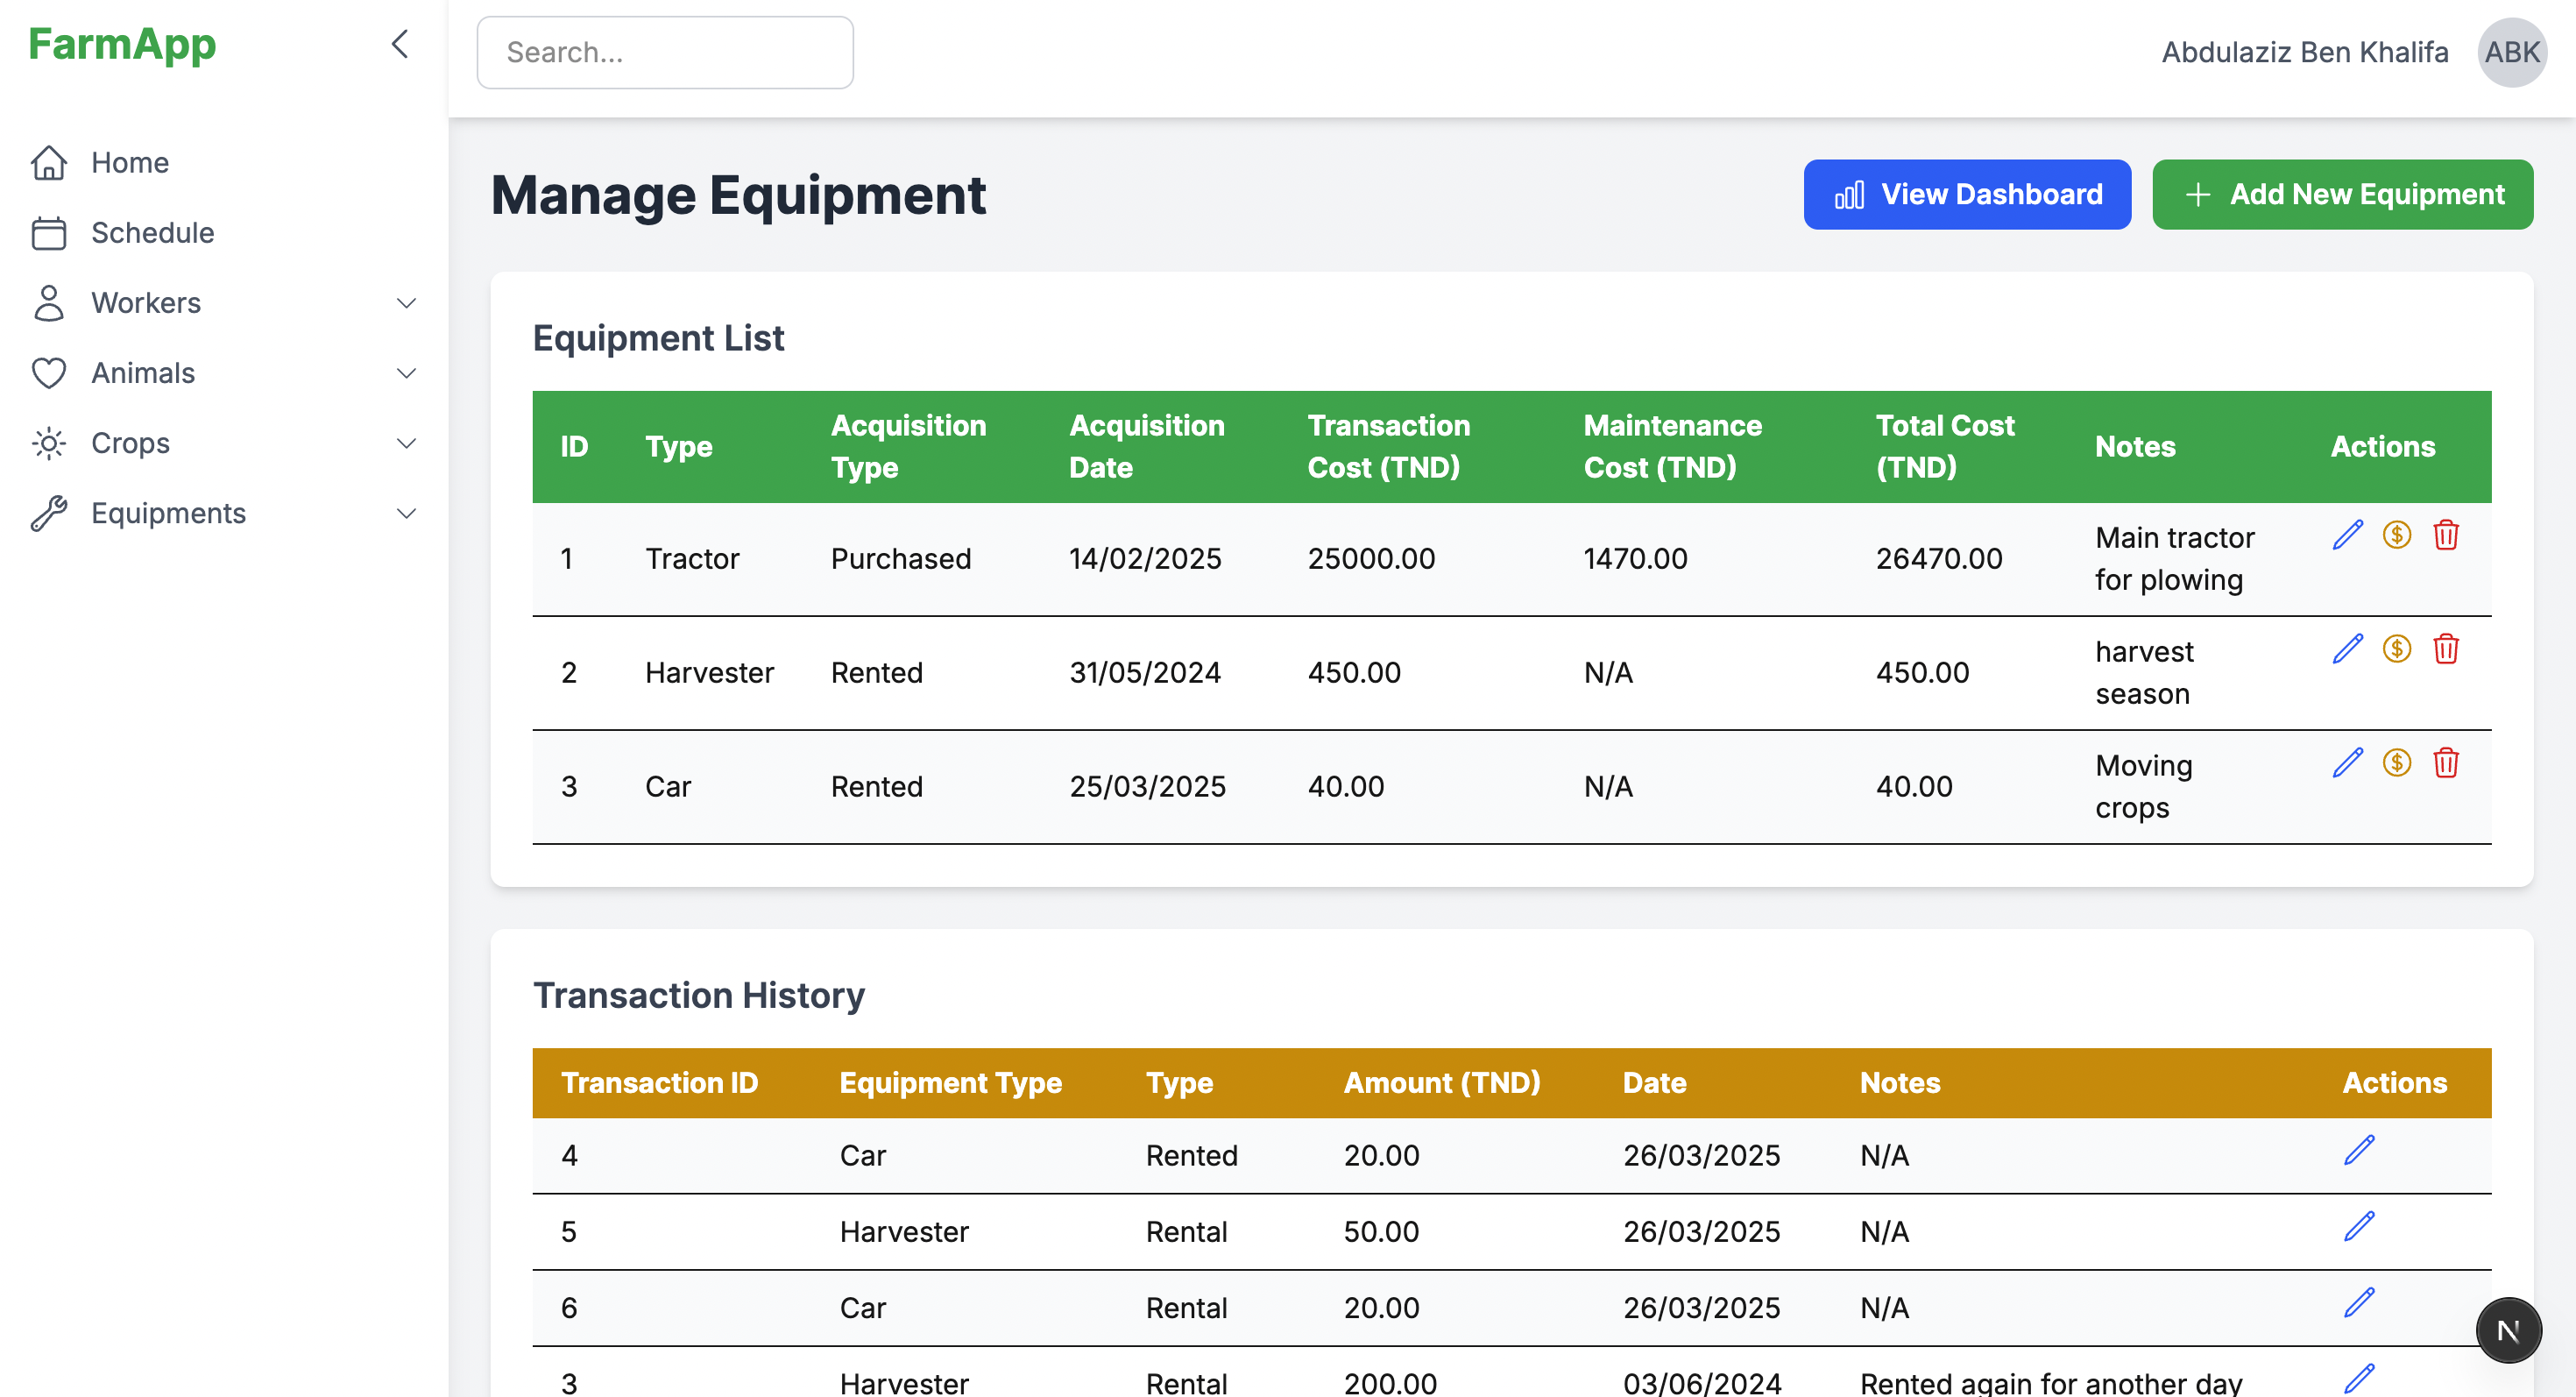 FarmApp
Search...
Abdulaziz Ben Khalifa ABK
Home
Schedule
Workers
Animals
Crops
Equipments
Manage Equipment
View Dashboard
Add New Equipment
Equipment List
ID Type Acquisition Type Acquisition Date Transaction Cost (TND) Maintenance Cost (TND) Total Cost (TND) Notes Actions
1 Tractor Purchased 14/02/2025 25000.00 1470.00 26470.00 Main tractor for plowing
2 Harvester Rented 31/05/2024 450.00 N/A 450.00 harvest season
3 Car Rented 25/03/2025 40.00 N/A 40.00 Moving crops
Transaction History
Transaction ID Equipment Type Type Amount (TND) Date Notes Actions
4 Car Rented 20.00 26/03/2025 N/A
5 Harvester Rental 50.00 26/03/2025 N/A
6 Car Rental 20.00 26/03/2025 N/A
N
3 Harvester Rental 200.00 03/06/2024 Rented again for another day